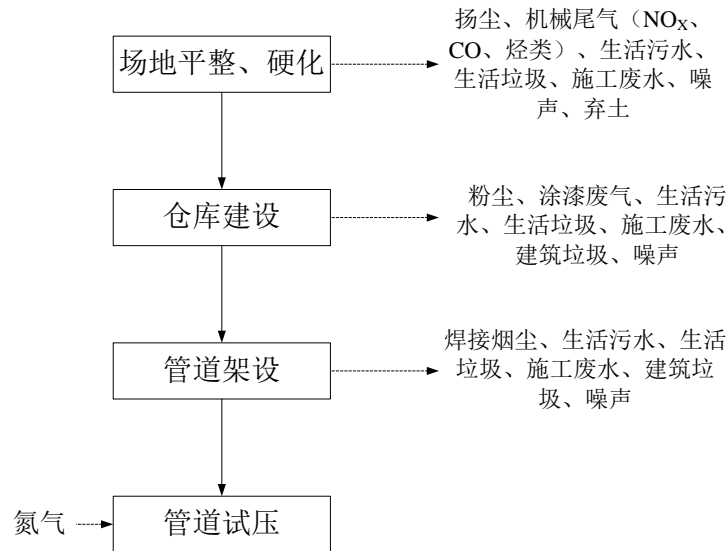 场地平整、硬化
扬尘、机械尾气（NOX、
CO、烃类）、生活污水、
生活垃圾、施工废水、噪
声、弃土
仓库建设
粉尘、涂漆废气、生活污
水、生活垃圾、施工废水、
建筑垃圾、噪声
管道架设
焊接烟尘、生活污水、生活
垃圾、施工废水、建筑垃
圾、噪声
氮气
管道试压